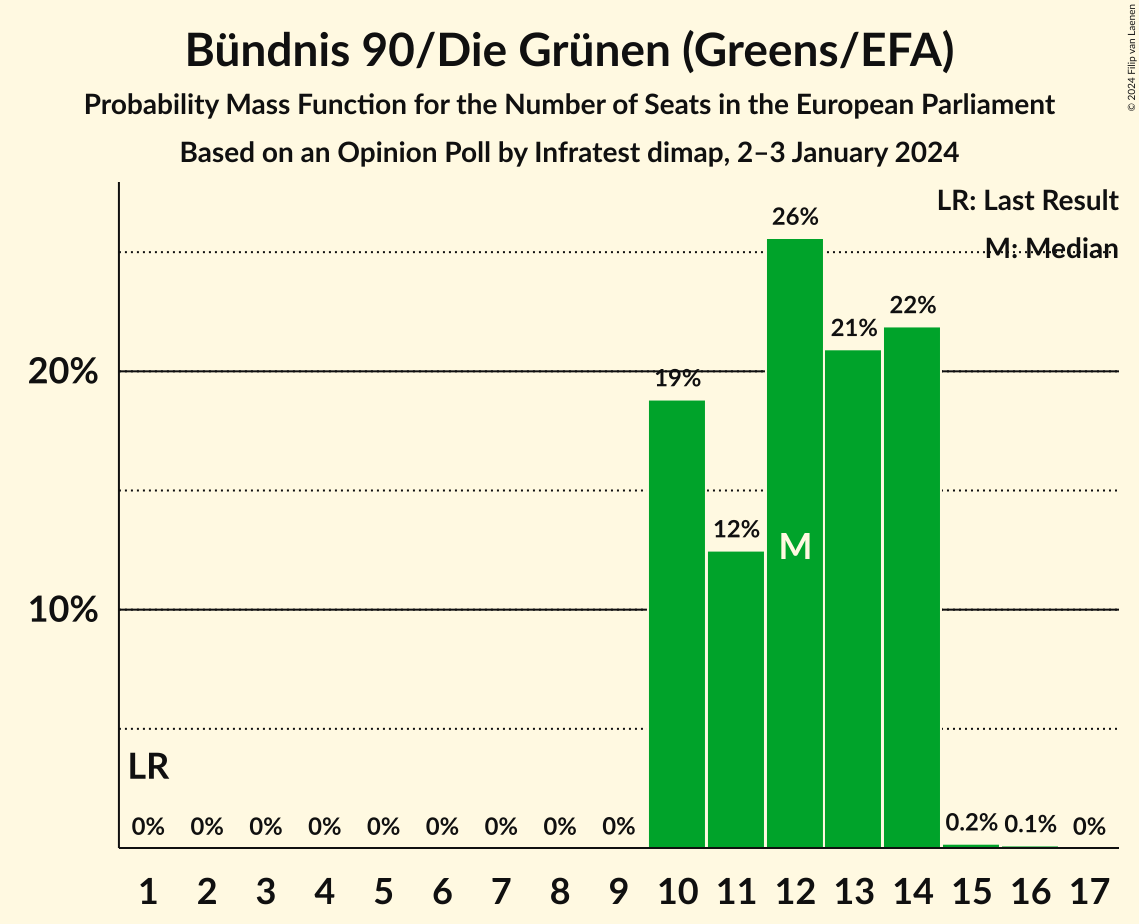 Bündnis 90/Die Grünen (Greens/EFA)
Probability Mass Function for the Number of Seats in the European Parliament
Based on an Opinion Poll by Infratest dimap, 2–3 January 2024
© 2024 Filip van Laenen
LR: Last Result
M: Median
26%
22%
21%
20%
19%
12%
M
10%
LR
0% 0% 0% 0% 0% 0% 0% 0% 0% 0.2% 0.1% 0%
1 2 3 4 5 6 7 8 9 10 11 12 13 14 15 16 17